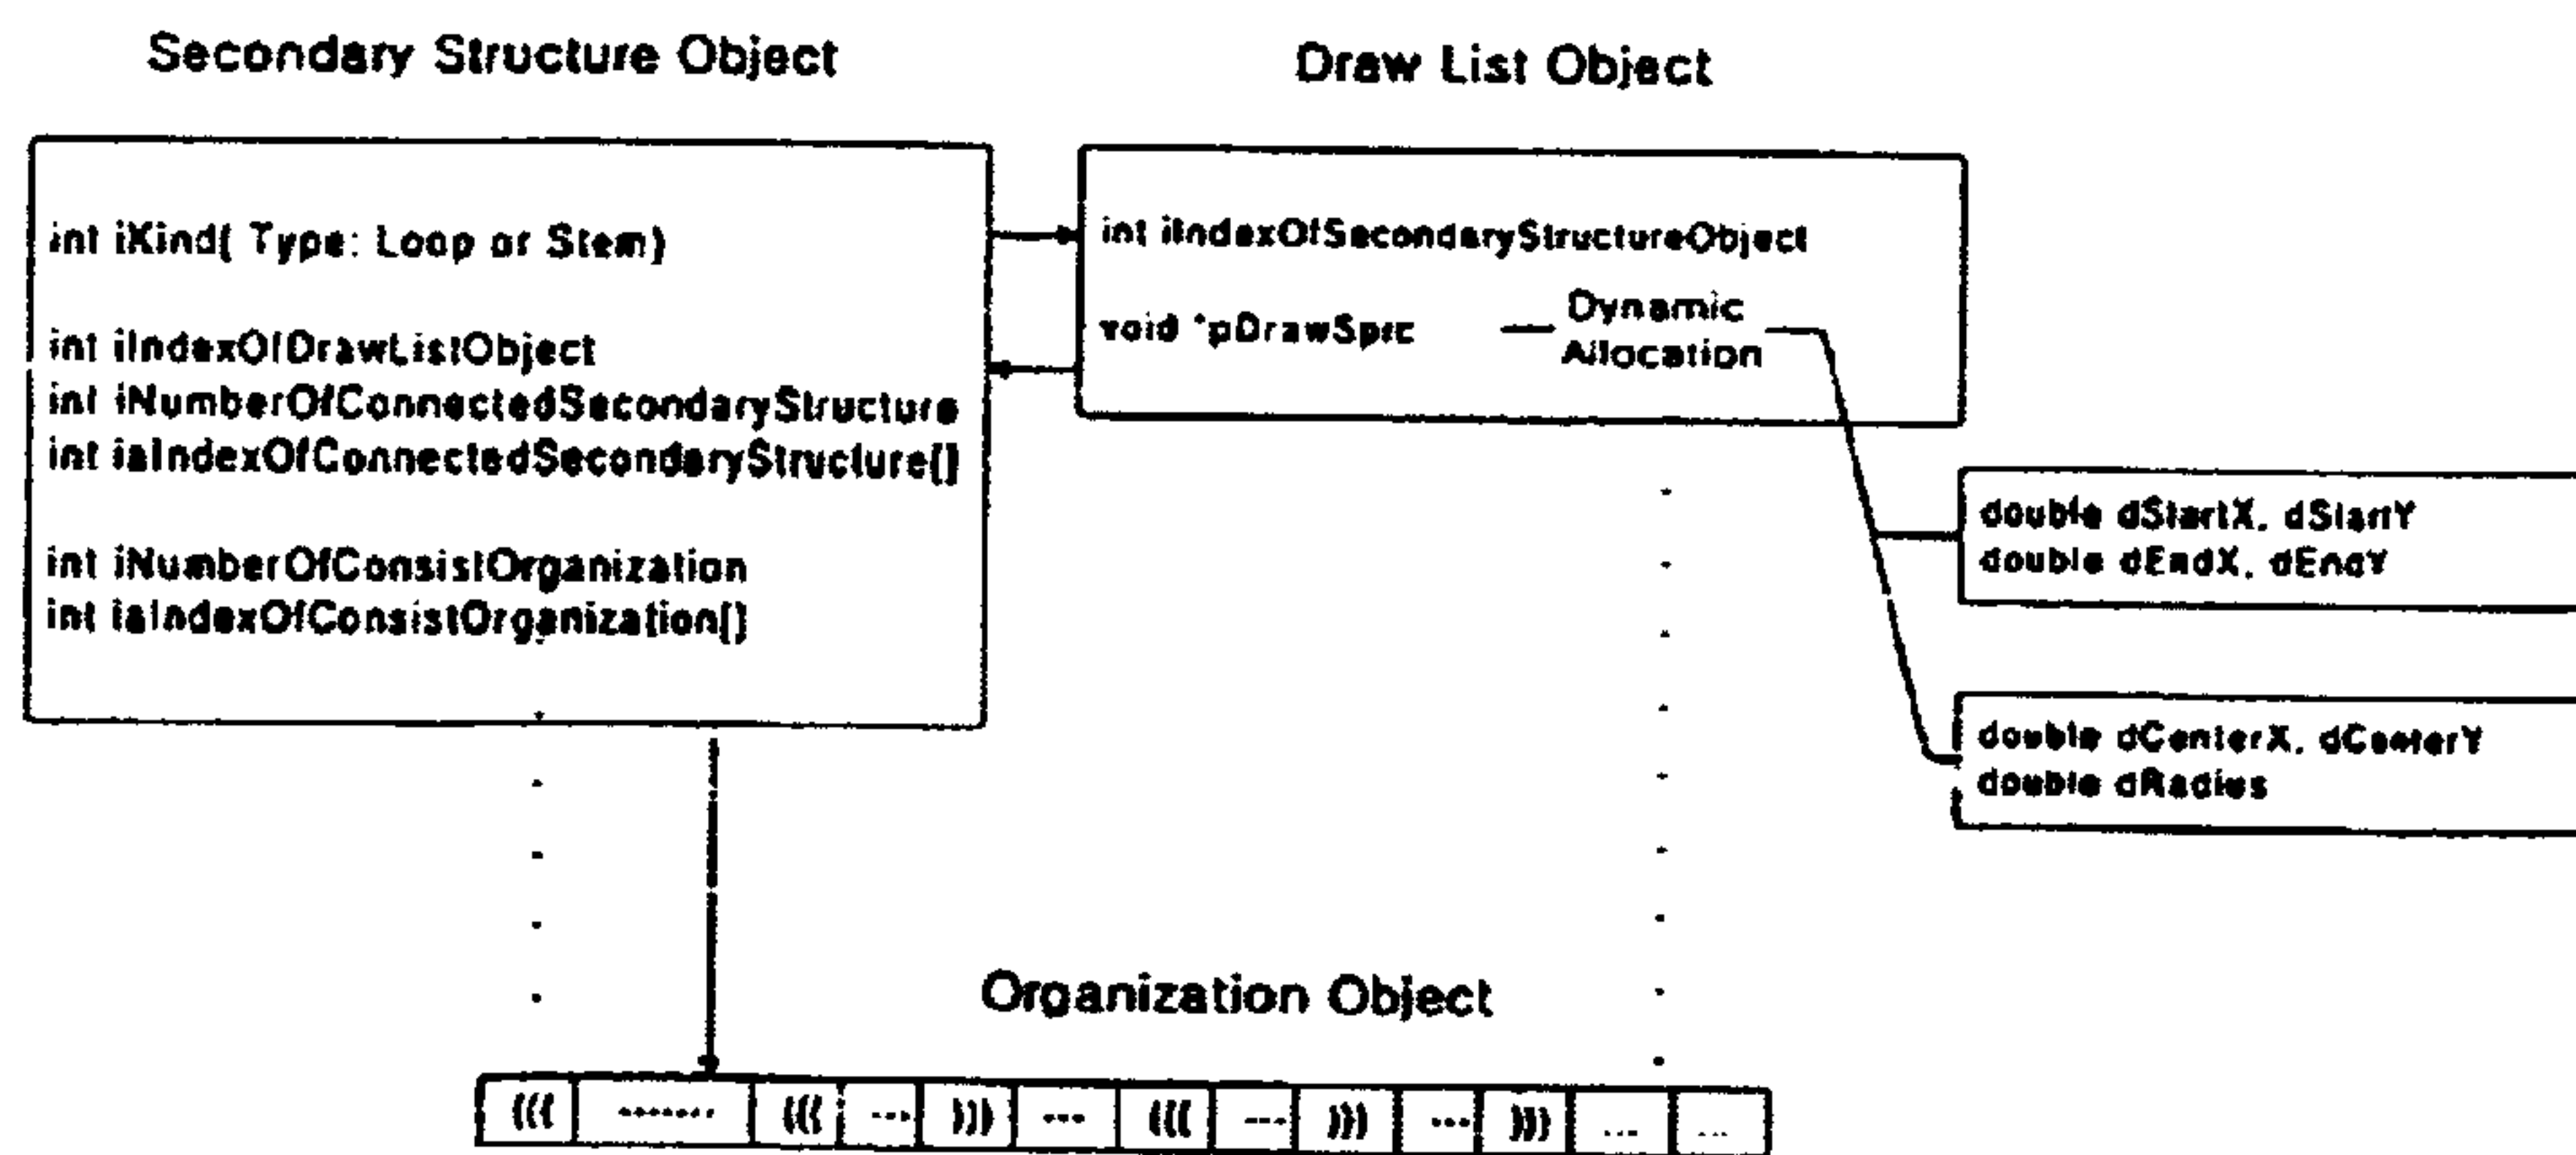 Secondary Structure Object
Draw List Object
int iKind( Type: Loop or Stem)
int iIndexOfDrawListObject
int iNumberOfConnectedSecondaryStructure
int iaIndexOfConnectedSecondaryStructure[]
int iNumberOfConsistOrganization
int iaIndexOfConsistOrganization[]
int iIndexOfSecondaryStructureObject
void *pDrawSprc
Dynamic
Allocation
double dStartX, dStartY
double dEndX, dEndY
double dCenterX, dCenterY
double dRadius
Organization Object
((( ------- ((( --- ))) --- ((( --- ))) --- ))) ... ...